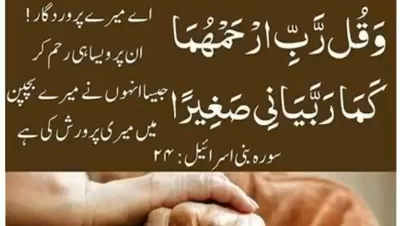 وَقُل رَّبِّ ارْحَمْهُمَا
كَمَا رَبَّيَانِي صَغِيرًا
اے میرے پروردگار!
ان پر ویسا ہی رحم کر
جیسا انہوں نے میرے بچپن
میں میری پرورش کی ہے
سورہ بنی اسرائیل: ۲۴